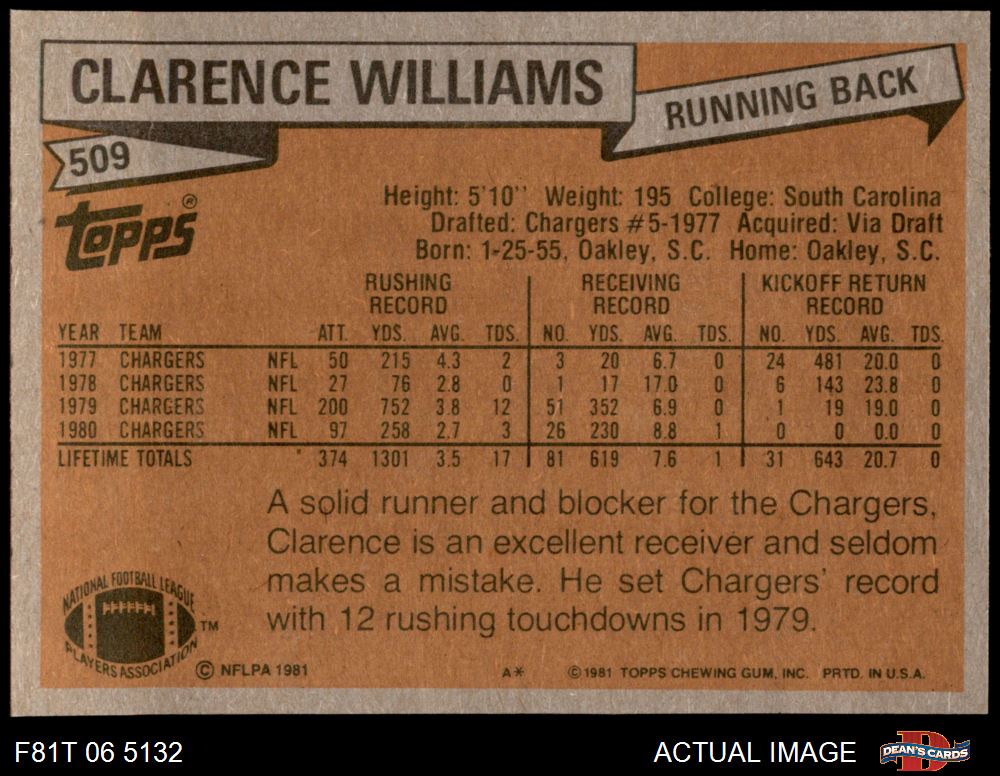 CLARENCE WILLIAMS
RUNNING BACK
509
TOPPS®
Height: 5'10'' Weight: 195 College: South Carolina
Drafted: Chargers #5-1977 Acquired: Via Draft
Born: 1-25-55, Oakley, S.C. Home: Oakley, S.C.
RUSHING RECORD RECEIVING RECORD KICKOFF RETURN RECORD
YEAR TEAM ATT. YDS. AVG. TDS. NO. YDS. AVG. TDS. NO. YDS. AVG. TDS.
1977 CHARGERS NFL 50 215 4.3 2 3 20 6.7 0 24 481 20.0 0
1978 CHARGERS NFL 27 76 2.8 0 1 17 17.0 0 6 143 23.8 0
1979 CHARGERS NFL 200 752 3.8 12 51 352 6.9 0 1 19 19.0 0
1980 CHARGERS NFL 97 258 2.7 3 26 230 8.8 1 0 0 0.0 0
LIFETIME TOTALS 374 1301 3.5 17 81 619 7.6 1 31 643 20.7 0
A solid runner and blocker for the Chargers,
Clarence is an excellent receiver and seldom
makes a mistake. He set Chargers' record
with 12 rushing touchdowns in 1979.
NATIONAL FOOTBALL LEAGUE
PLAYERS ASSOCIATION
TM
© NFLPA 1981 A* © 1981 TOPPS CHEWING GUM, INC. PRTD. IN U.S.A.
F81T 06 5132 ACTUAL IMAGE
D
DEAN'S CARDS